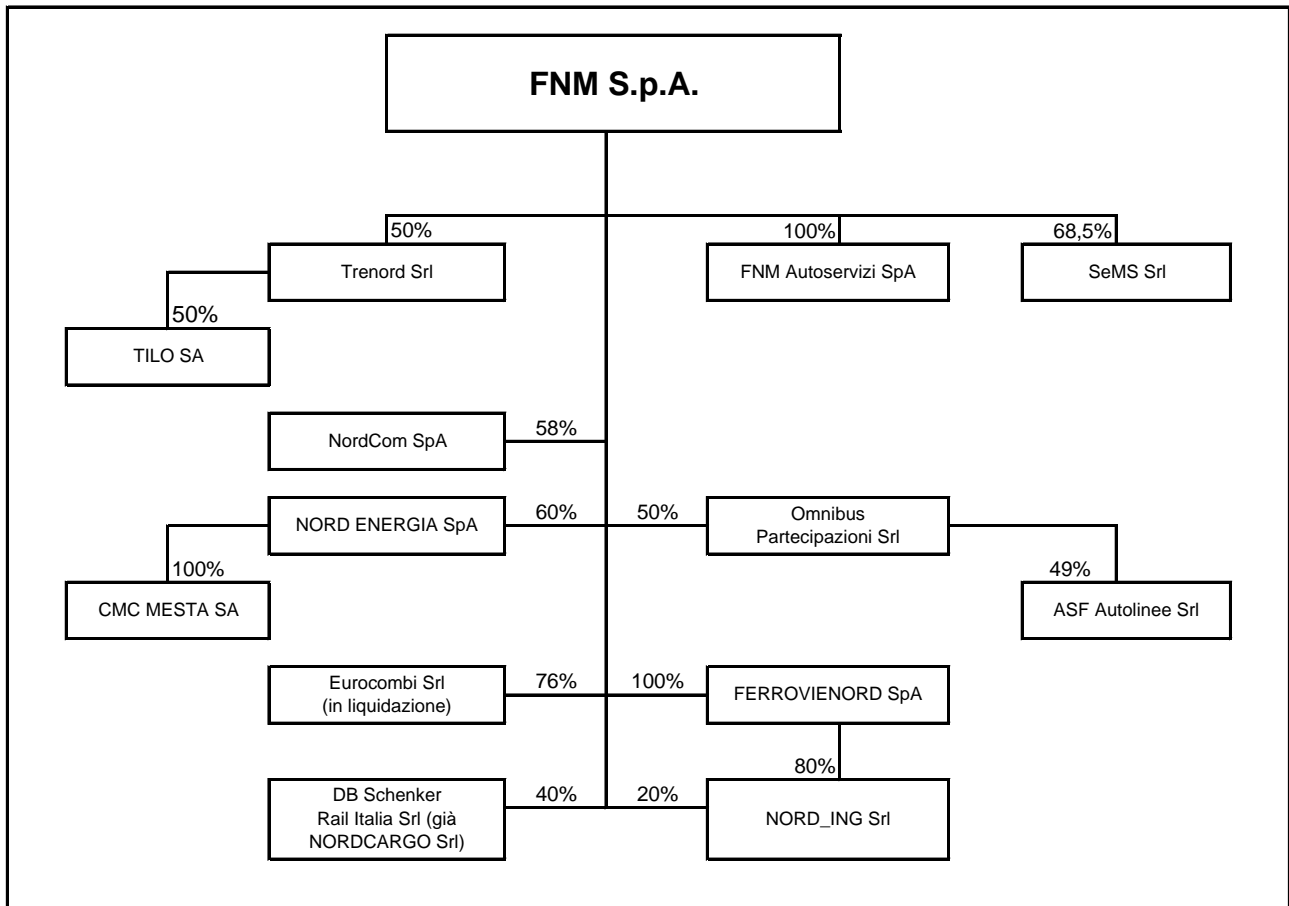 FNM S.p.A.
50%
100%
68,5%
Trenord Srl
FNM Autoservizi SpA
SeMS Srl
50%
TILO SA
NordCom SpA
58%
NORD ENERGIA SpA
60%
50%
Omnibus
Partecipazioni Srl
100%
49%
CMC MESTA SA
ASF Autolinee Srl
Eurocombi Srl
(in liquidazione)
76%
100%
FERROVIENORD SpA
80%
DB Schenker
Rail Italia Srl (già
NORDCARGO Srl)
40%
20%
NORD_ING Srl